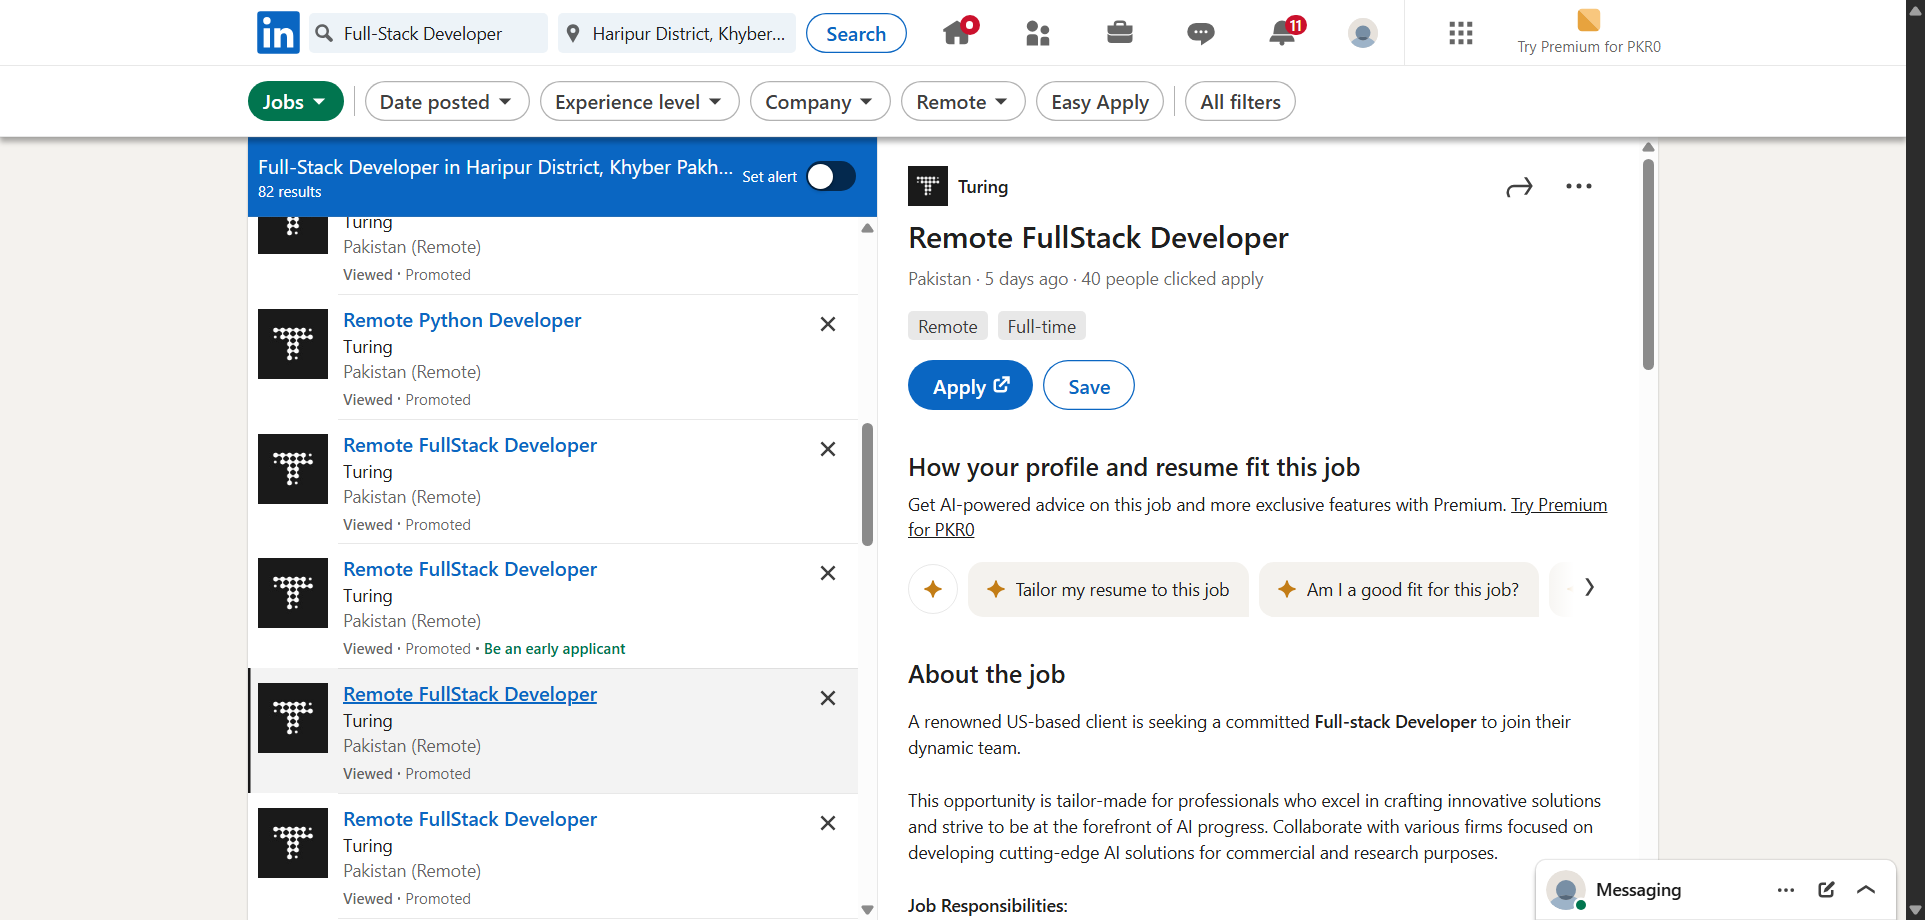 in
Full-Stack Developer
Haripur District, Khyber...
Search
11
Try Premium for PKR0
Jobs
Date posted
Experience level
Company
Remote
Easy Apply
All filters
Full-Stack Developer in Haripur District, Khyber Pakh...
82 results
Set alert
Turing
Pakistan (Remote)
Viewed · Promoted
Remote Python Developer
Turing
Pakistan (Remote)
Viewed · Promoted
Remote FullStack Developer
Turing
Pakistan (Remote)
Viewed · Promoted
Remote FullStack Developer
Turing
Pakistan (Remote)
Viewed · Promoted · Be an early applicant
Remote FullStack Developer
Turing
Pakistan (Remote)
Viewed · Promoted
Remote FullStack Developer
Turing
Pakistan (Remote)
Viewed · Promoted
Turing
Remote FullStack Developer
Pakistan · 5 days ago · 40 people clicked apply
Remote
Full-time
Apply
Save
How your profile and resume fit this job
Get AI-powered advice on this job and more exclusive features with Premium. Try Premium
for PKR0
Tailor my resume to this job
Am I a good fit for this job?
About the job
A renowned US-based client is seeking a committed Full-stack Developer to join their
dynamic team.
This opportunity is tailor-made for professionals who excel in crafting innovative solutions
and strive to be at the forefront of AI progress. Collaborate with various firms focused on
developing cutting-edge AI solutions for commercial and research purposes.
Job Responsibilities:
Messaging